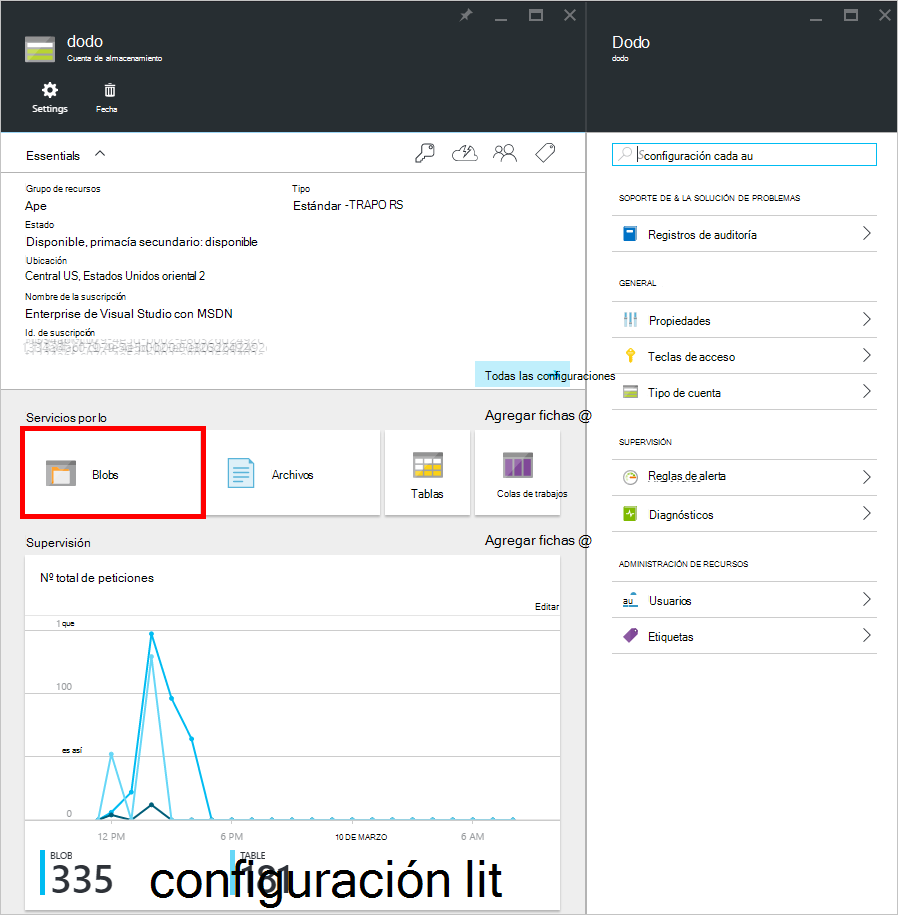 dodo
Cuenta de almacenamiento
Settings
Fecha
Essentials
Grupo de recursos
Ape
Tipo
Estándar -TRAPO RS
Estado
Disponible, primacía secundario: disponible
Ubicación
Central US, Estados Unidos oriental 2
Nombre de la suscripción
Enterprise de Visual Studio con MSDN
Id. de suscripción
Todas las configuraciones
Servicios por lo
Agregar fichas @
Blobs
Archivos
Tablas
Colas de trabajos
Supervisión
Agregar fichas @
Nº total de peticiones
Editar
1 que
100
es así
0
12 PM
6 PM
10 DE MARZO
6 AM
BLOB
335
TABLE
181
configuración lit
Dodo
dodo
configuración cada au
SOPORTE DE & LA SOLUCIÓN DE PROBLEMAS
Registros de auditoría
GENERAL
Propiedades
Teclas de acceso
Tipo de cuenta
SUPERVISIÓN
Reglas de alerta
Diagnósticos
ADMINISTRACIÓN DE RECURSOS
au
Usuarios
Etiquetas